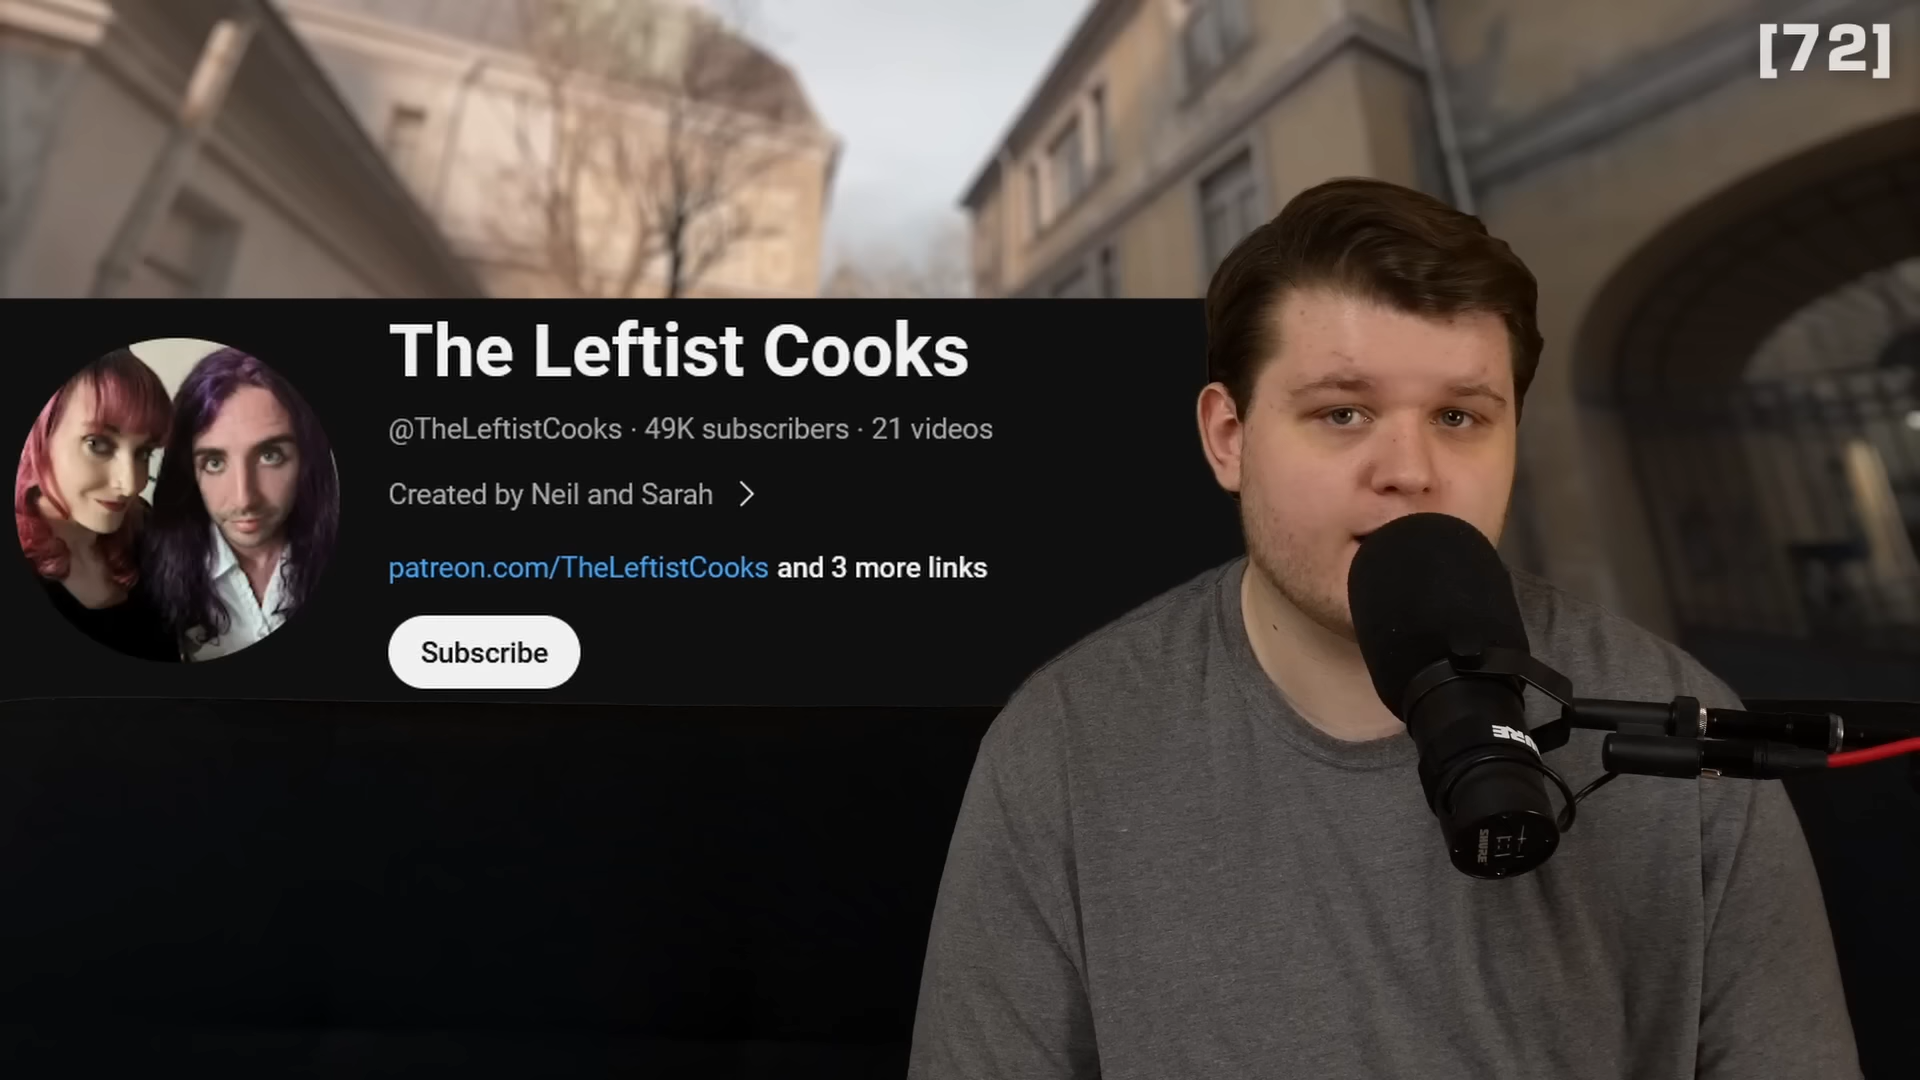 [72]
The Leftist Cooks
@TheLeftistCooks · 49K subscribers · 21 videos
Created by Neil and Sarah
patreon.com/TheLeftistCooks and 3 more links
Subscribe
SHURE